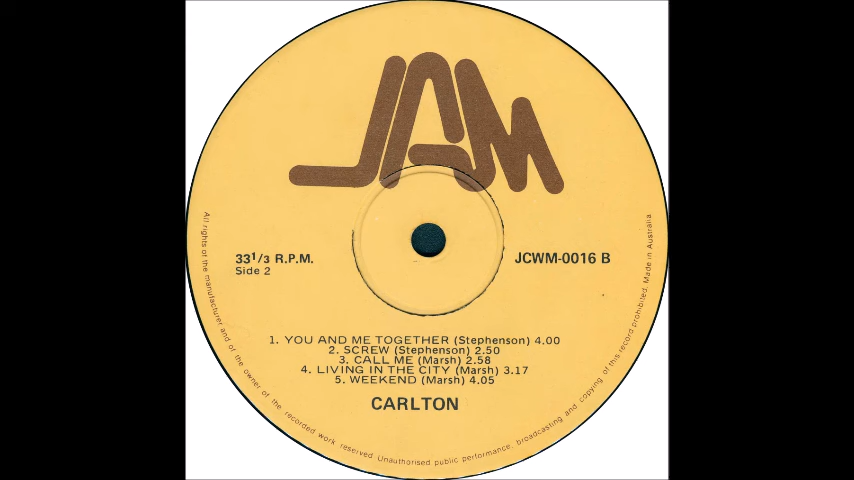 JAM
33 1/3 R.P.M.
Side 2
JCWM-0016 B
1. YOU AND ME TOGETHER (Stephenson) 4.00
2. SCREW (Stephenson) 2.50
3. CALL ME (Marsh) 2.58
4. LIVING IN THE CITY (Marsh) 3.17
5. WEEKEND (Marsh) 4.05
CARLTON
All rights of the manufacturer and of the owner of the recorded work reserved. Unauthorised public performance, broadcasting and copying of this record prohibited. Made in Australia